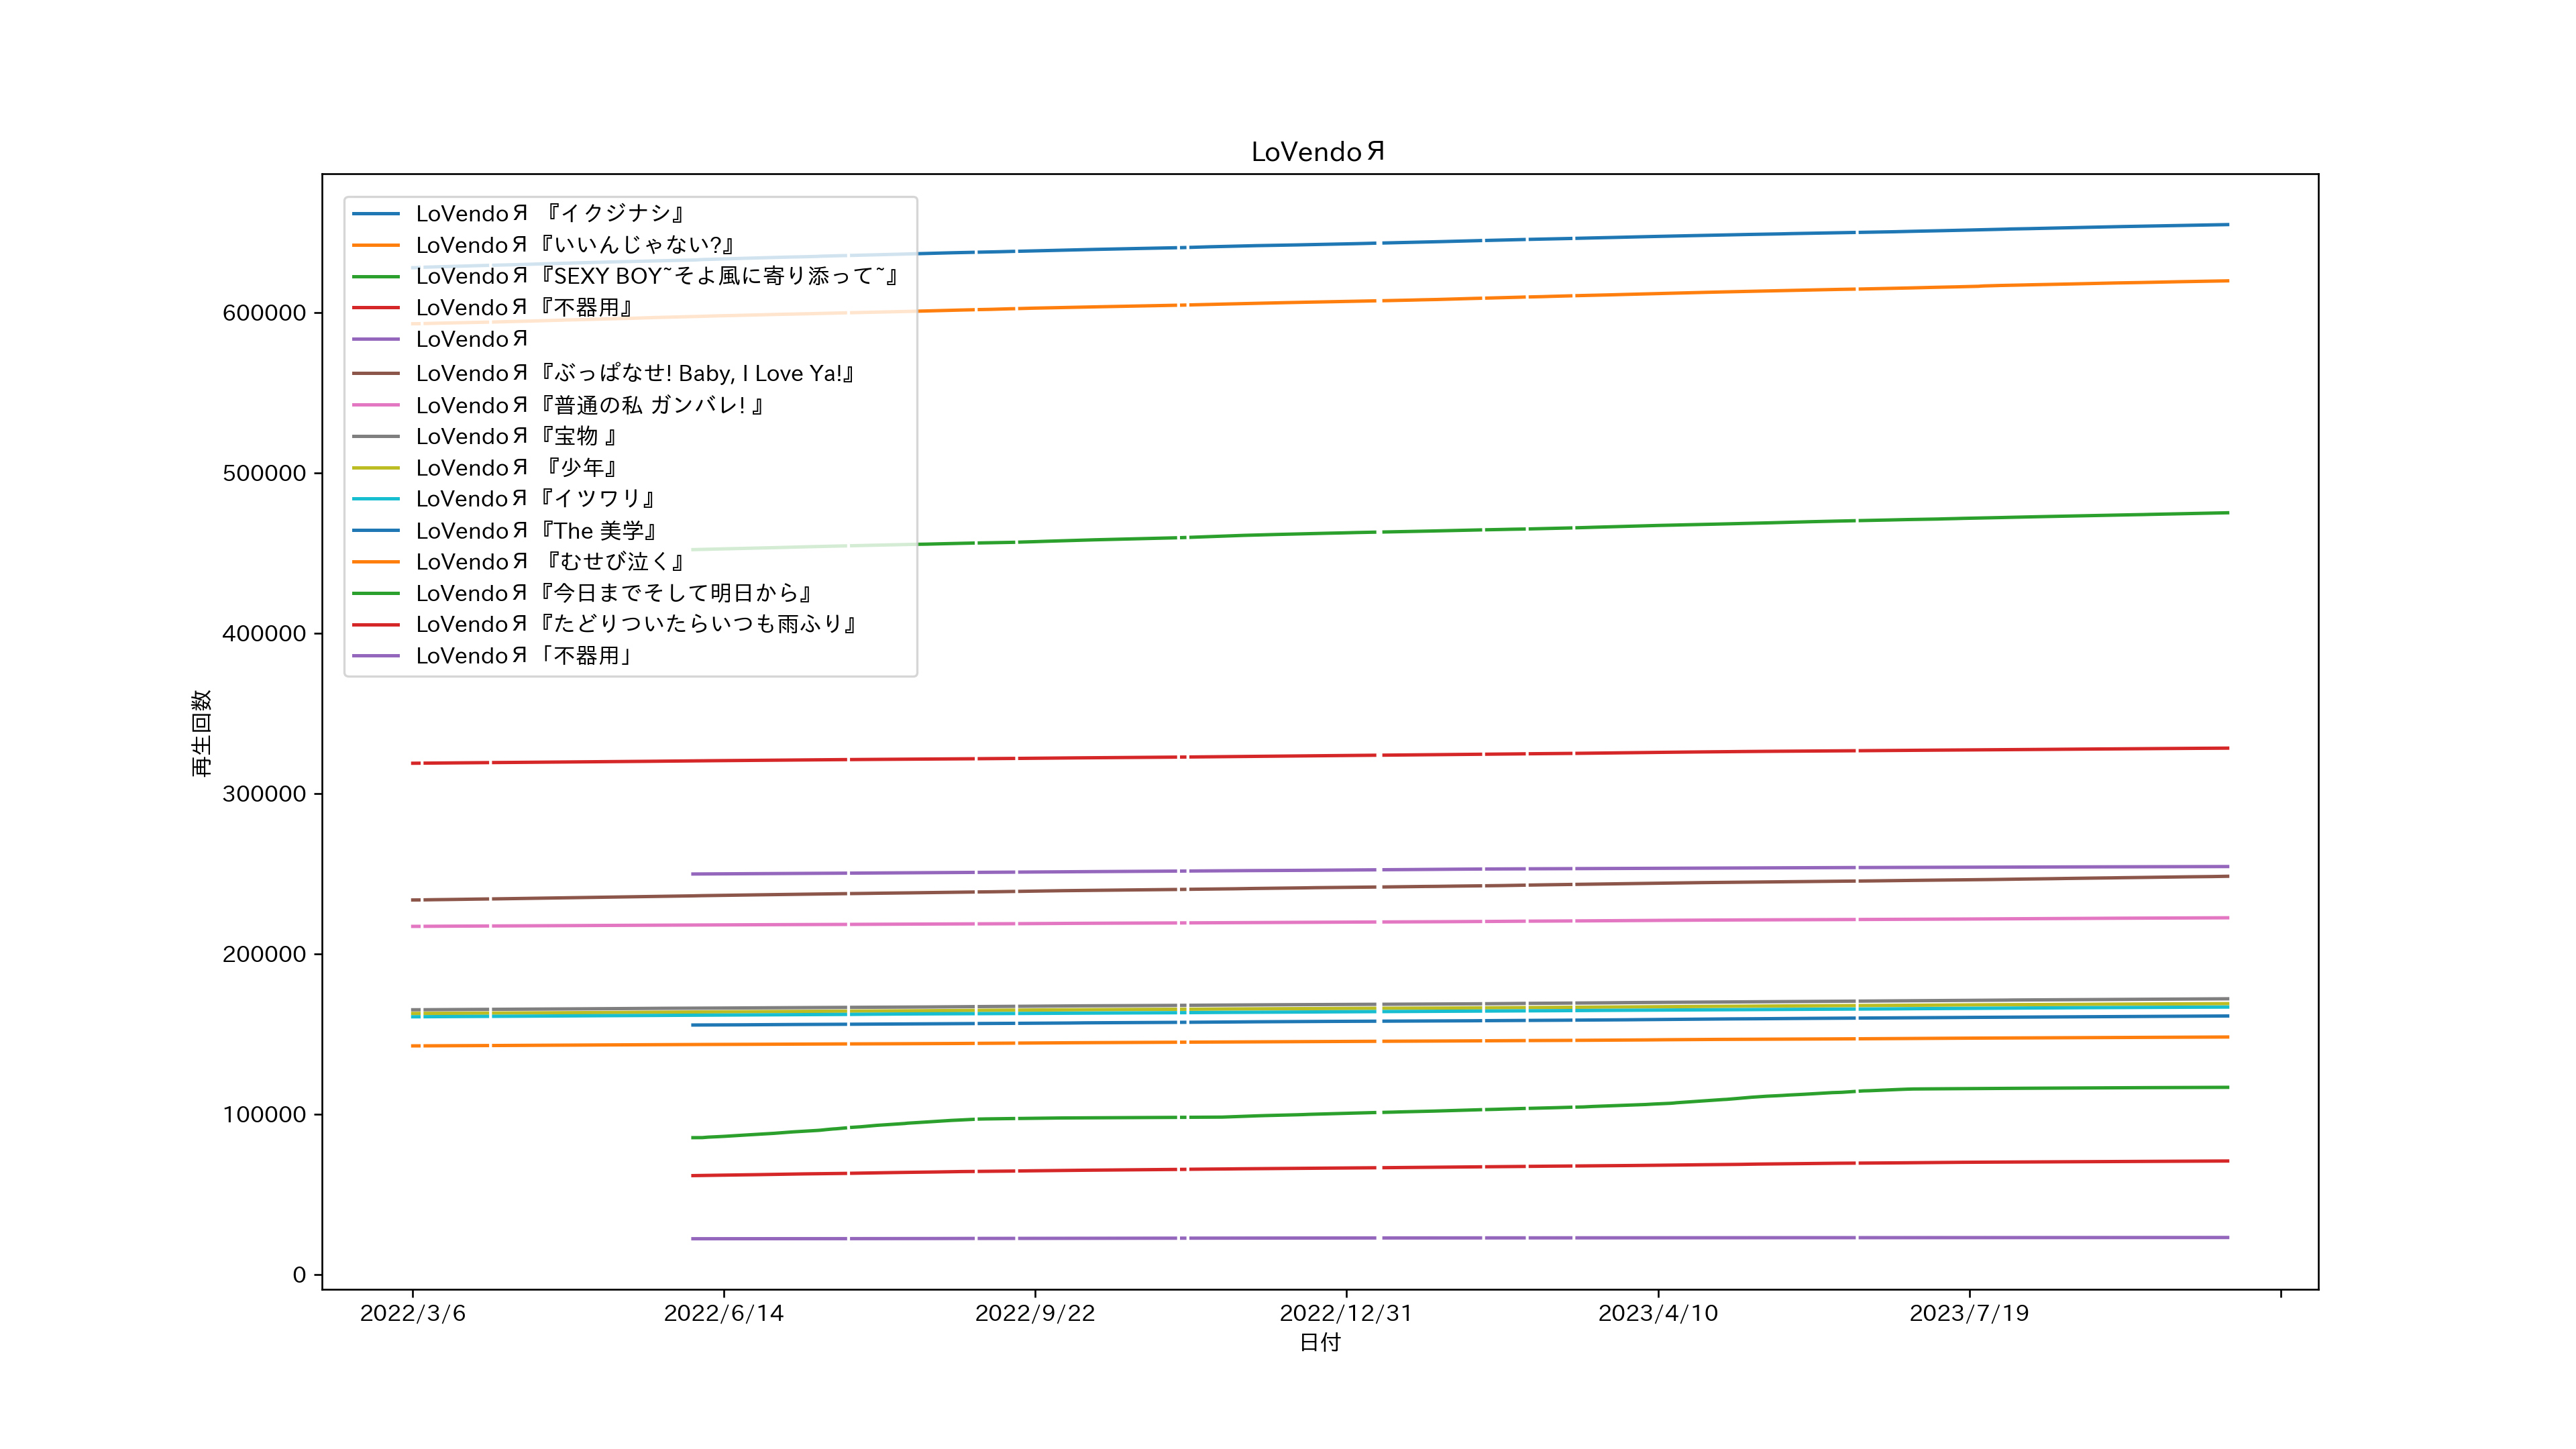 LoVendoЯ
LoVendoЯ 『イクジナシ』
LoVendoЯ『いいんじゃない?』
LoVendoЯ『SEXY BOY~そよ風に寄り添って~』
LoVendoЯ『不器用』
LoVendoЯ
LoVendoЯ『ぶっぱなせ! Baby, I Love Ya!』
LoVendoЯ『普通の私 ガンバレ! 』
LoVendoЯ『宝物 』
LoVendoЯ 『少年』
LoVendoЯ『イツワリ』
LoVendoЯ『The 美学』
LoVendoЯ 『むせび泣く』
LoVendoЯ『今日までそして明日から』
LoVendoЯ『たどりついたらいつも雨ふり』
LoVendoЯ「不器用」
600000
500000
400000
300000
200000
100000
0
再生回数
2022/3/6
2022/6/14
2022/9/22
2022/12/31
2023/4/10
2023/7/19
日付